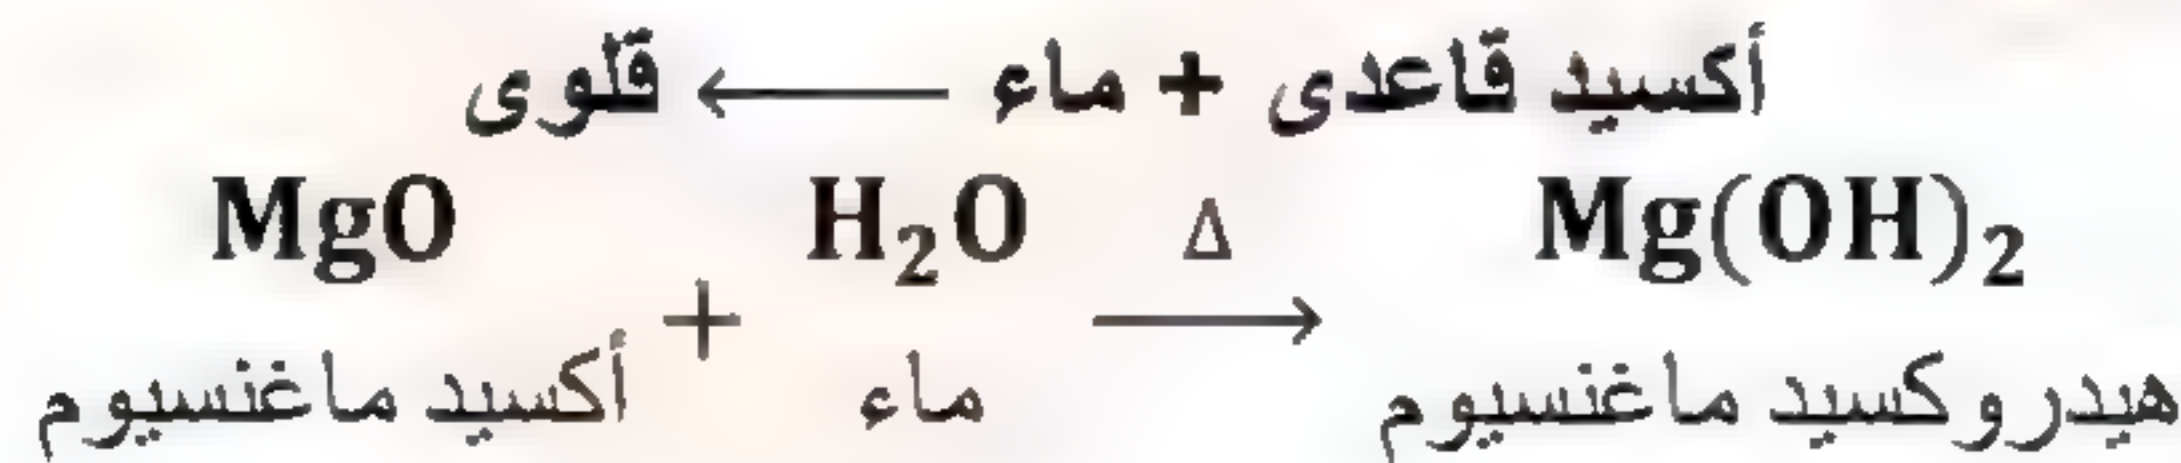 أكسيد قاعدى + ماء ⟵ قلوى
MgO + H₂O ⟶ Δ Mg(OH)₂
أكسيد ماغنسيوم ماء هيدروكسيد ماغنسيوم